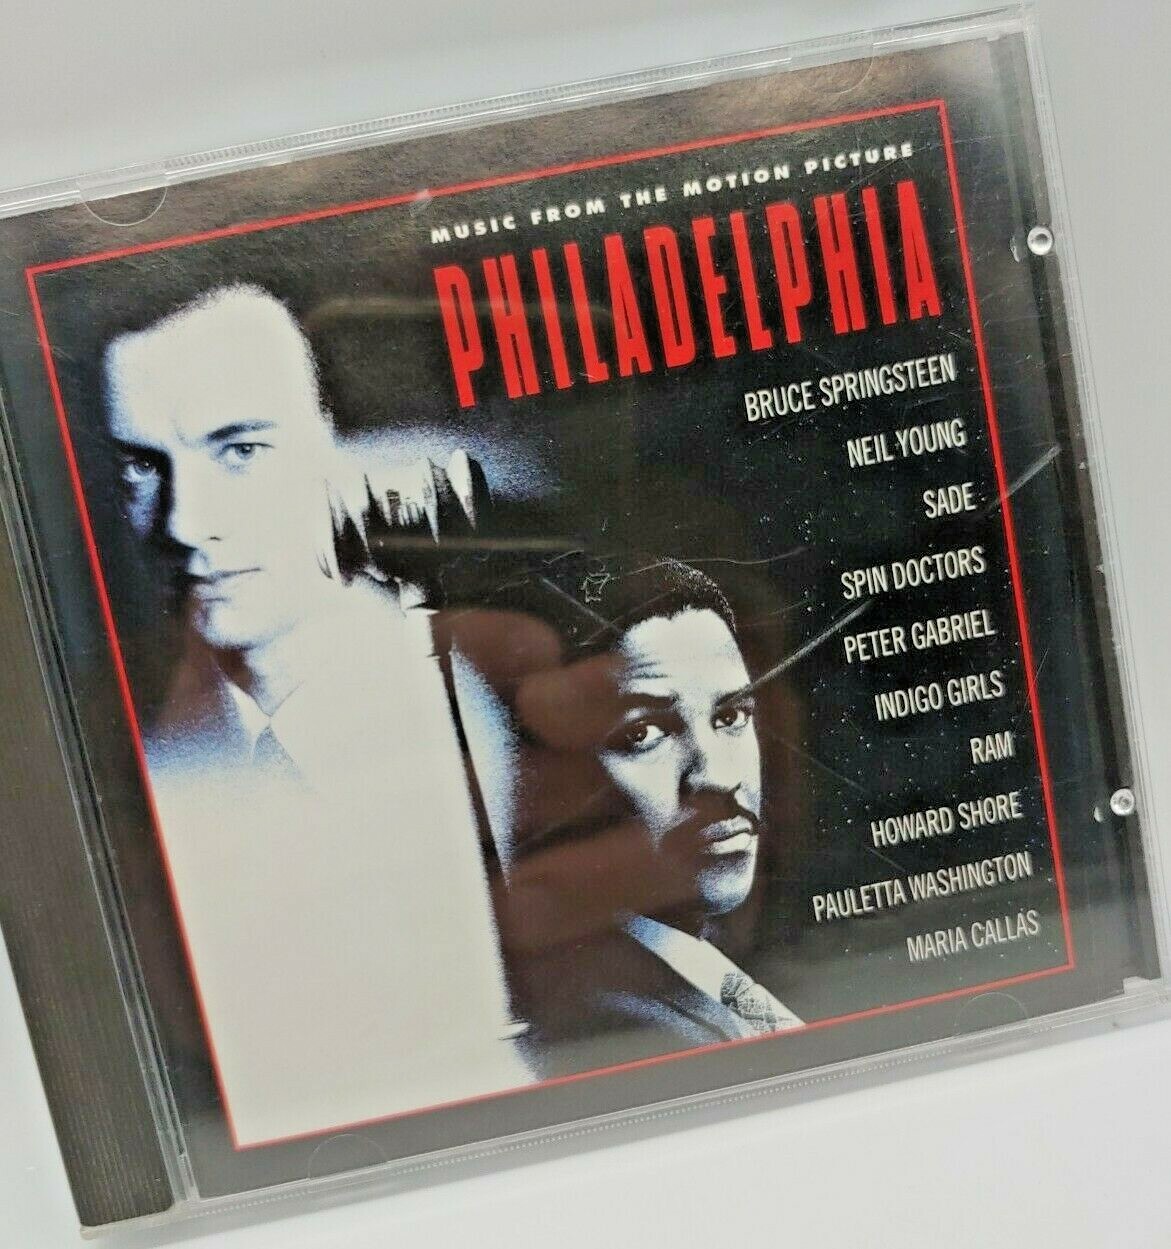 MUSIC FROM THE MOTION PICTURE
PHILADELPHIA
BRUCE SPRINGSTEEN
NEIL YOUNG
SADE
SPIN DOCTORS
PETER GABRIEL
INDIGO GIRLS
RAM
HOWARD SHORE
PAULETTA WASHINGTON
MARIA CALLAS